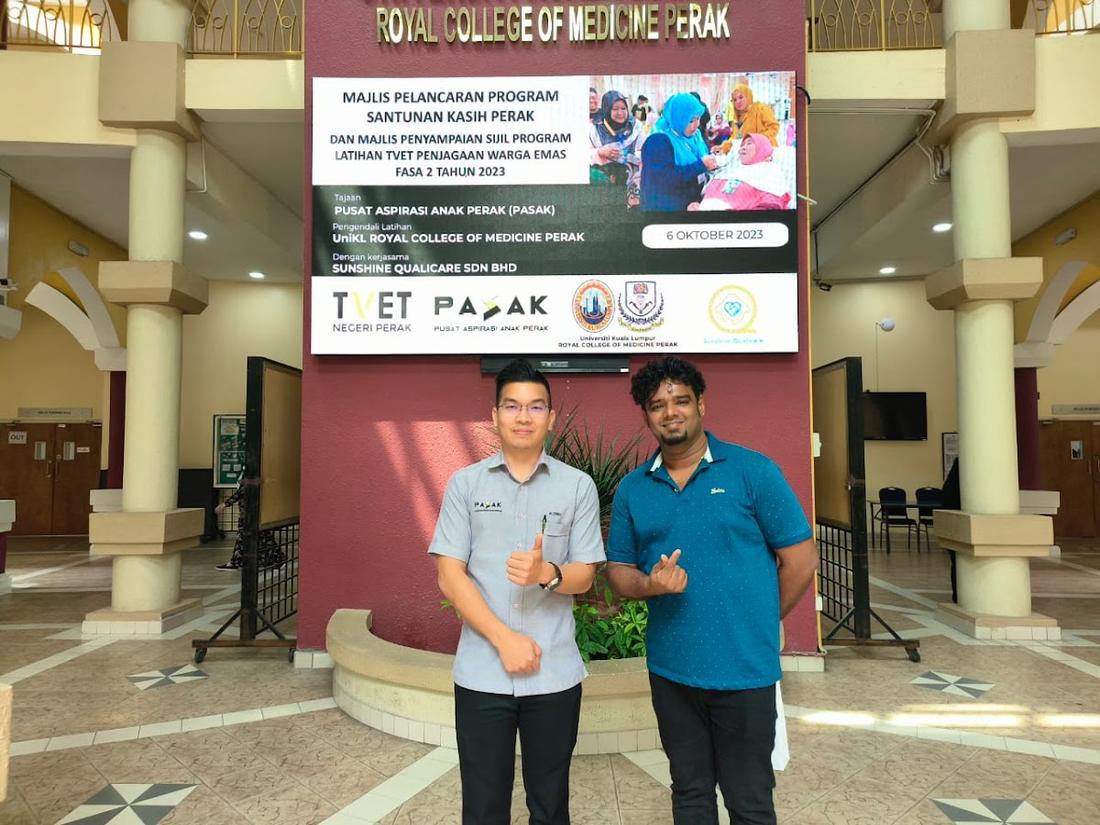 ROYAL COLLEGE OF MEDICINE PERAK
MAJLIS PELANCARAN PROGRAM
SANTUNAN KASIH PERAK
DAN MAJLIS PENYAMPAIAN SIJIL PROGRAM
LATIHAN TVET PENJAGAAN WARGA EMAS
FASA 2 TAHUN 2023
Tajaan
PUSAT ASPIRASI ANAK PERAK (PASAK)
Pengendali Latihan
UniKL ROYAL COLLEGE OF MEDICINE PERAK
6 OKTOBER 2023
Dengan kerjasama
SUNSHINE QUALICARE SDN BHD
TVET
NEGERI PERAK
PASAK
PUSAT ASPIRASI ANAK PERAK
Universiti Kuala Lumpur
ROYAL COLLEGE OF MEDICINE PERAK
Sunshine Qualicare
OUT
PASAK